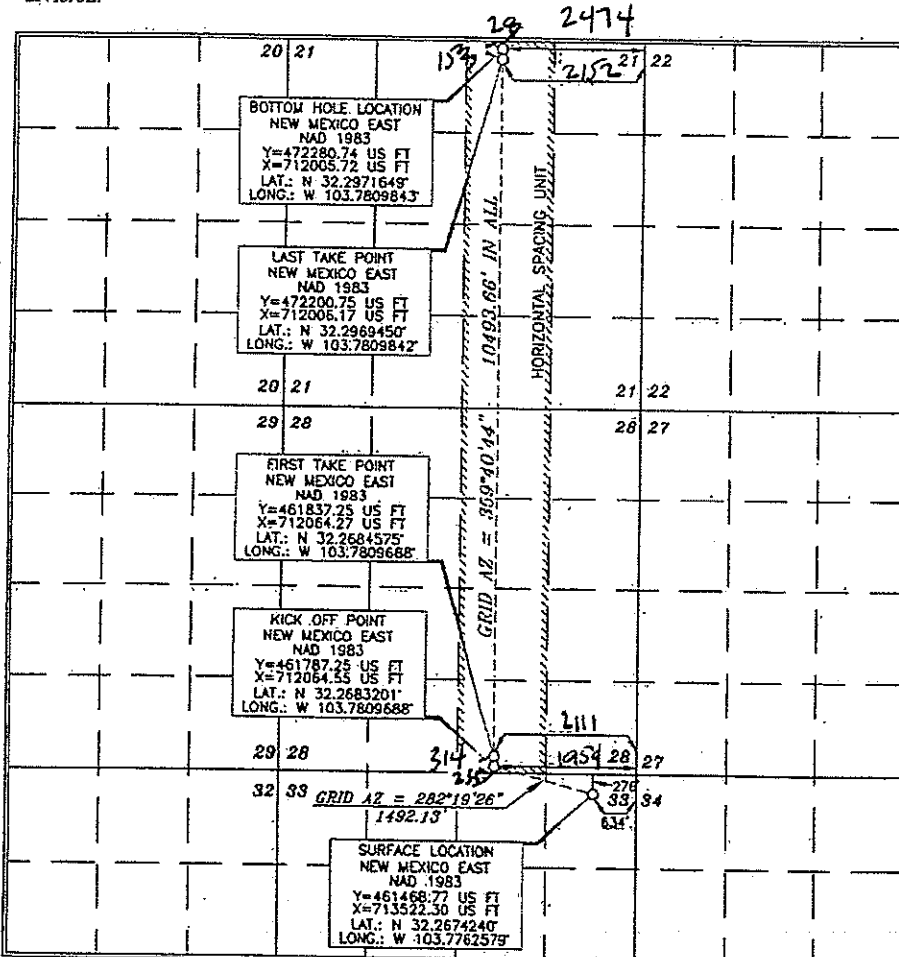 28
2474
20 21
153
2152
21 22
BOTTOM HOLE LOCATION
NEW MEXICO EAST
NAD 1983
Y=472280.74 US FT
X=712005.72 US FT
LAT.: N 32.2971649°
LONG.: W 103.7809843°
LAST TAKE POINT
NEW MEXICO EAST
NAD 1983
Y=472200.75 US FT
X=712006.17 US FT
LAT.: N 32.2969450°
LONG.: W 103.7809842°
GRID AZ = 359°40'44" 10493.66' IN ALL
HORIZONTAL SPACING UNIT
20 21
21 22
29 28
28 27
FIRST TAKE POINT
NEW MEXICO EAST
NAD 1983
Y=461837.25 US FT
X=712064.27 US FT
LAT.: N 32.2684575°
LONG.: W 103.7809688°
KICK OFF POINT
NEW MEXICO EAST
NAD 1983
Y=461787.25 US FT
X=712064.55 US FT
LAT.: N 32.2683201°
LONG.: W 103.7809688°
2111
29 28
314
1954
28 27
32 33
276'
33 34
GRID AZ = 282°19'26"
1492.13'
634'
SURFACE LOCATION
NEW MEXICO EAST
NAD 1983
Y=461468.77 US FT
X=713522.30 US FT
LAT.: N 32.2674240°
LONG.: W 103.7762579°